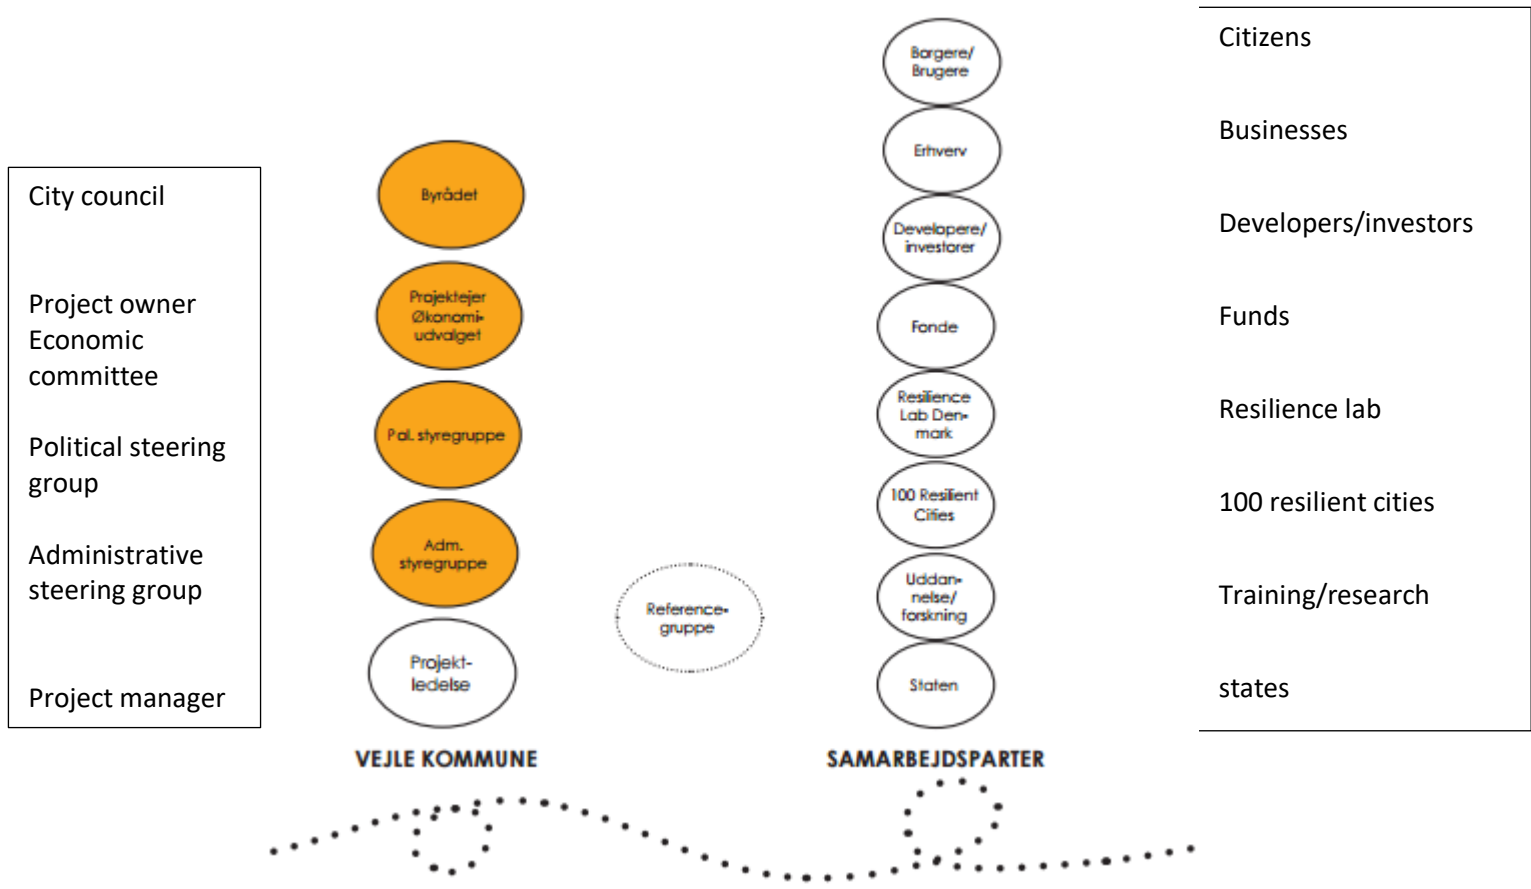 City council
Project owner
Economic
committee
Political steering
group
Administrative
steering group
Project manager
Byrådet
Projektejer
Økonomi-
udvalget
Pol. styregruppe
Adm.
styregruppe
Projekt-
ledelse
VEJLE KOMMUNE
Reference-
gruppe
Borgere/
Brugere
Erhverv
Developere/
investorer
Fonde
Resilience
Lab Den-
mark
100 Resilient
Cities
Uddan-
nelse/
forskning
Staten
SAMARBEJDSPARTER
Citizens
Businesses
Developers/investors
Funds
Resilience lab
100 resilient cities
Training/research
states